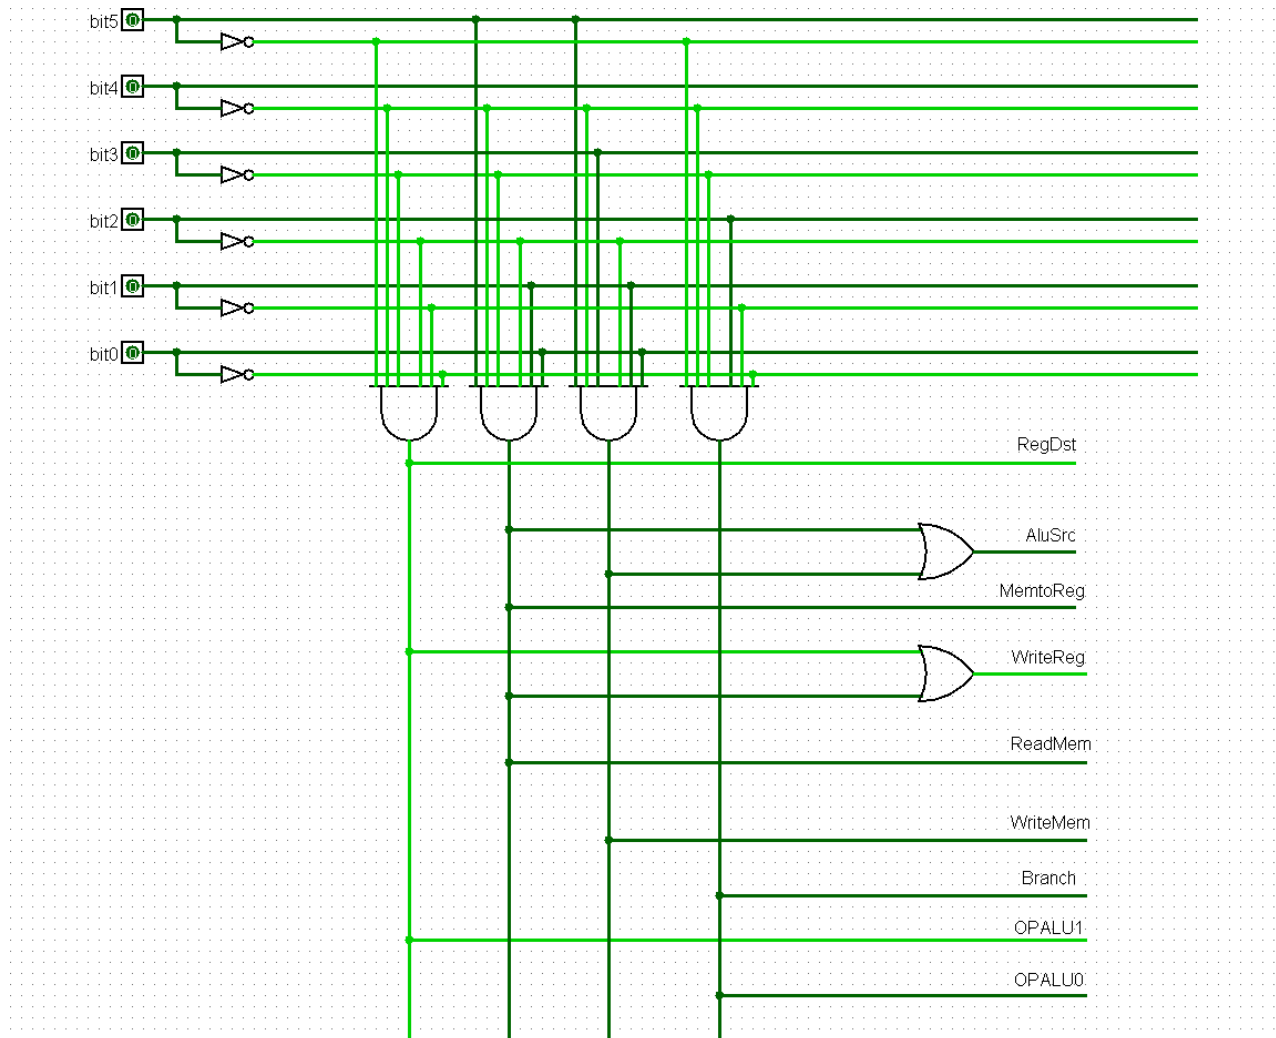 bit5
bit4
bit3
bit2
bit1
bit0
RegDst
AluSrc
MemtoReg
WriteReg
ReadMem
WriteMem
Branch
OPALU1
OPALU0